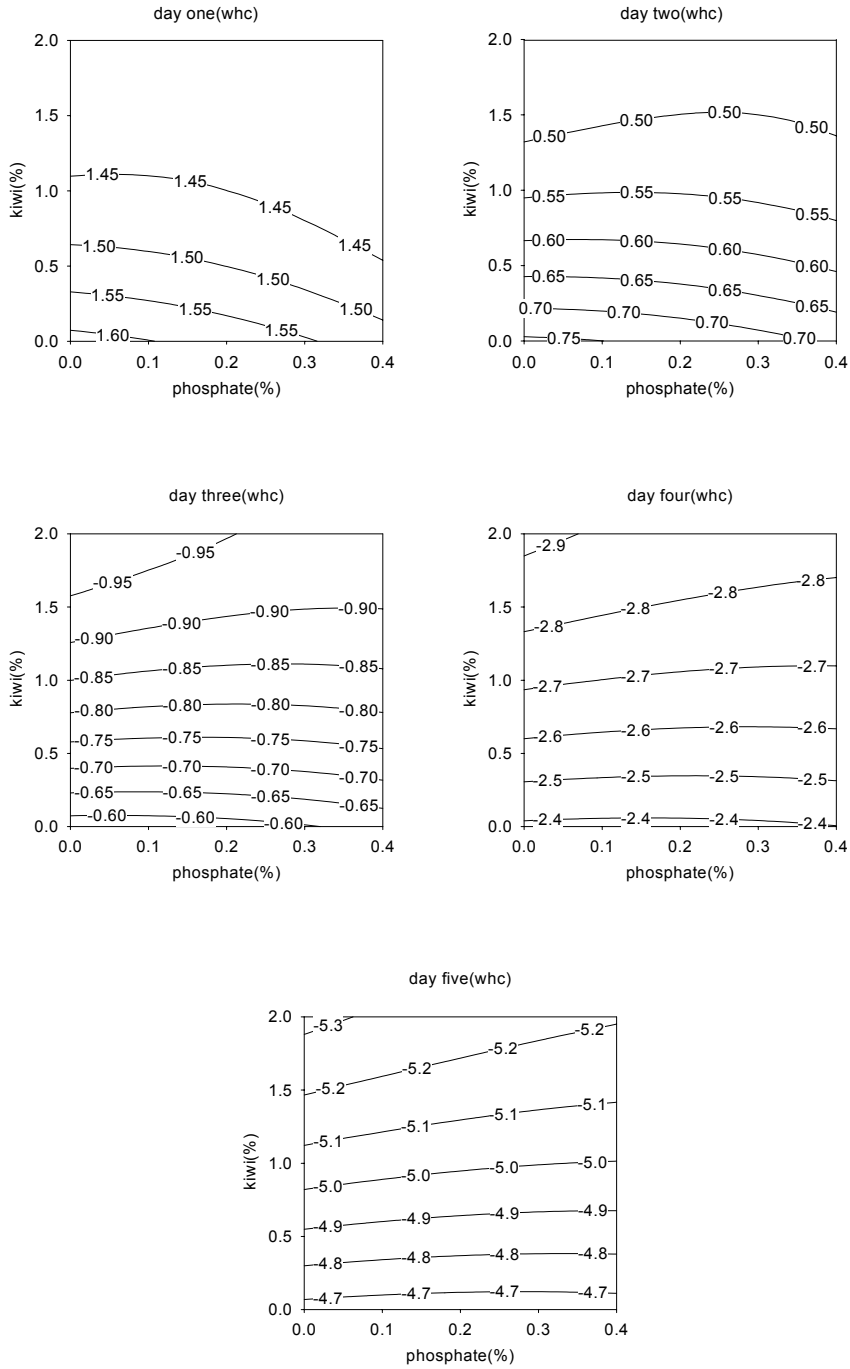 day one(whc)
2.0
1.5
1.0
0.5
0.0
kiwi(%)
1.45
1.45
1.45
1.45
1.50
1.50
1.50
1.50
1.55
1.55
1.55
1.60
0.0 0.1 0.2 0.3 0.4
phosphate(%)
day two(whc)
2.0
1.5
1.0
0.5
0.0
kiwi(%)
0.50 0.50 0.50 0.50
0.55 0.55 0.55 0.55
0.60 0.60 0.60 0.60
0.65 0.65 0.65 0.65
0.70 0.70 0.70 0.70
0.75
0.0 0.1 0.2 0.3 0.4
phosphate(%)
day three(whc)
2.0
1.5
1.0
0.5
0.0
kiwi(%)
-0.95 -0.95
-0.90 -0.90 -0.90 -0.90
-0.85 -0.85 -0.85 -0.85
-0.80 -0.80 -0.80 -0.80
-0.75 -0.75 -0.75 -0.75
-0.70 -0.70 -0.70 -0.70
-0.65 -0.65 -0.65 -0.65
-0.60 -0.60 -0.60
0.0 0.1 0.2 0.3 0.4
phosphate(%)
day four(whc)
2.0
1.5
1.0
0.5
0.0
kiwi(%)
-2.9
-2.8 -2.8 -2.8 -2.8
-2.7 -2.7 -2.7 -2.7
-2.6 -2.6 -2.6 -2.6
-2.5 -2.5 -2.5 -2.5
-2.4 -2.4 -2.4 -2.4
0.0 0.1 0.2 0.3 0.4
phosphate(%)
day five(whc)
2.0
1.5
1.0
0.5
0.0
kiwi(%)
-5.3
-5.2 -5.2 -5.2 -5.2
-5.1 -5.1 -5.1 -5.1
-5.0 -5.0 -5.0 -5.0
-4.9 -4.9 -4.9 -4.9
-4.8 -4.8 -4.8 -4.8
-4.7 -4.7 -4.7 -4.7
0.0 0.1 0.2 0.3 0.4
phosphate(%)